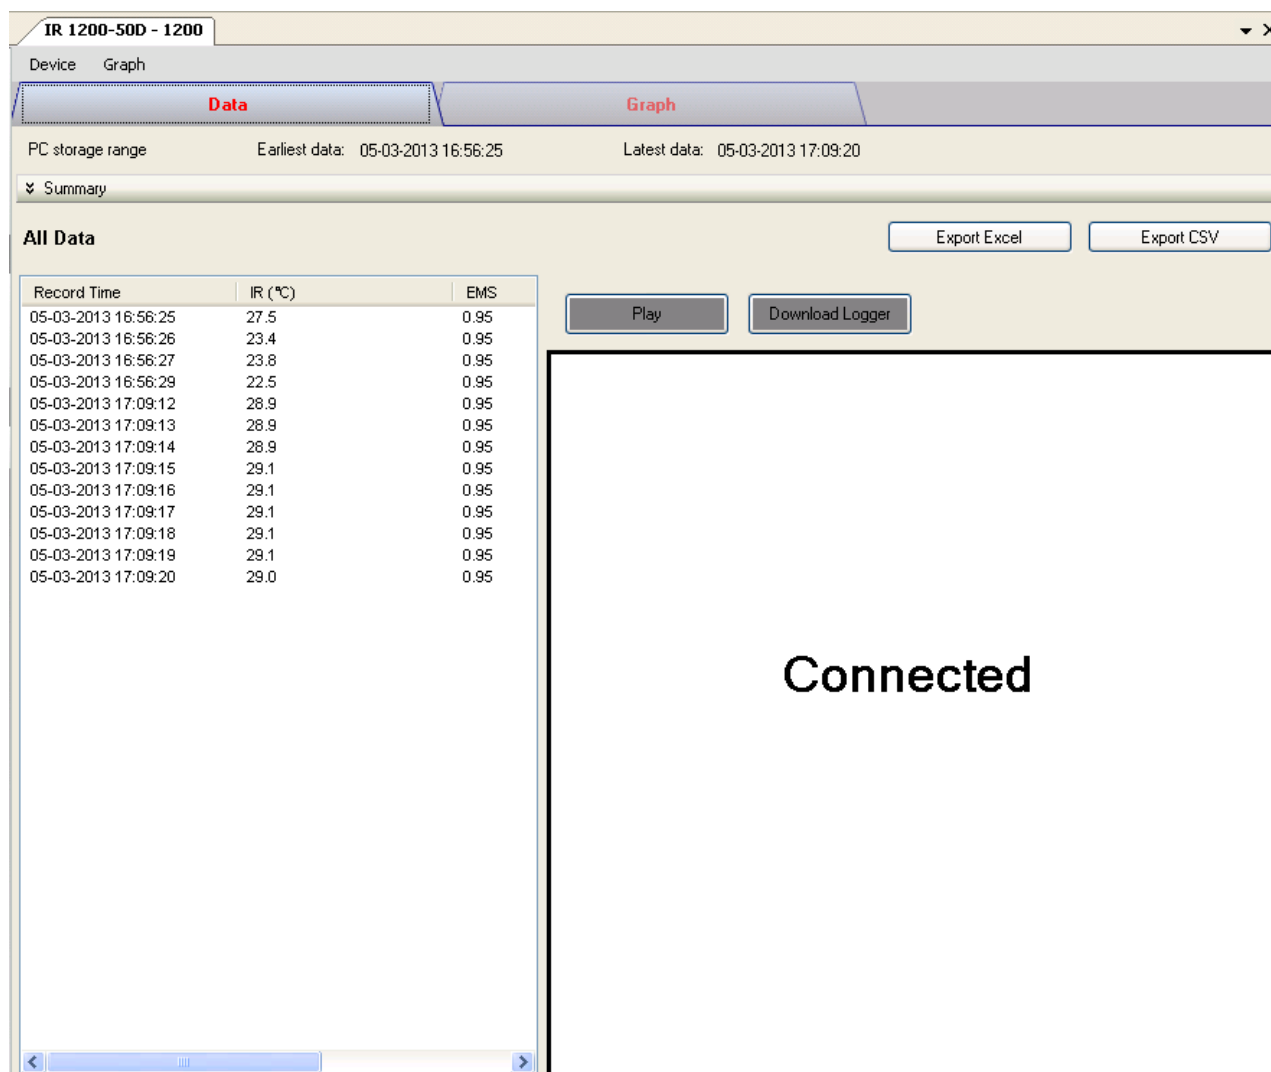 IR 1200-50D - 1200
Device Graph
Data Graph
PC storage range Earliest data: 05-03-2013 16:56:25 Latest data: 05-03-2013 17:09:20
Summary
All Data Export Excel Export CSV
Record Time IR (℃) EMS
05-03-2013 16:56:25 27.5 0.95
05-03-2013 16:56:26 23.4 0.95
05-03-2013 16:56:27 23.8 0.95
05-03-2013 16:56:29 22.5 0.95
05-03-2013 17:09:12 28.9 0.95
05-03-2013 17:09:13 28.9 0.95
05-03-2013 17:09:14 28.9 0.95
05-03-2013 17:09:15 29.1 0.95
05-03-2013 17:09:16 29.1 0.95
05-03-2013 17:09:17 29.1 0.95
05-03-2013 17:09:18 29.1 0.95
05-03-2013 17:09:19 29.1 0.95
05-03-2013 17:09:20 29.0 0.95
Play Download Logger
Connected